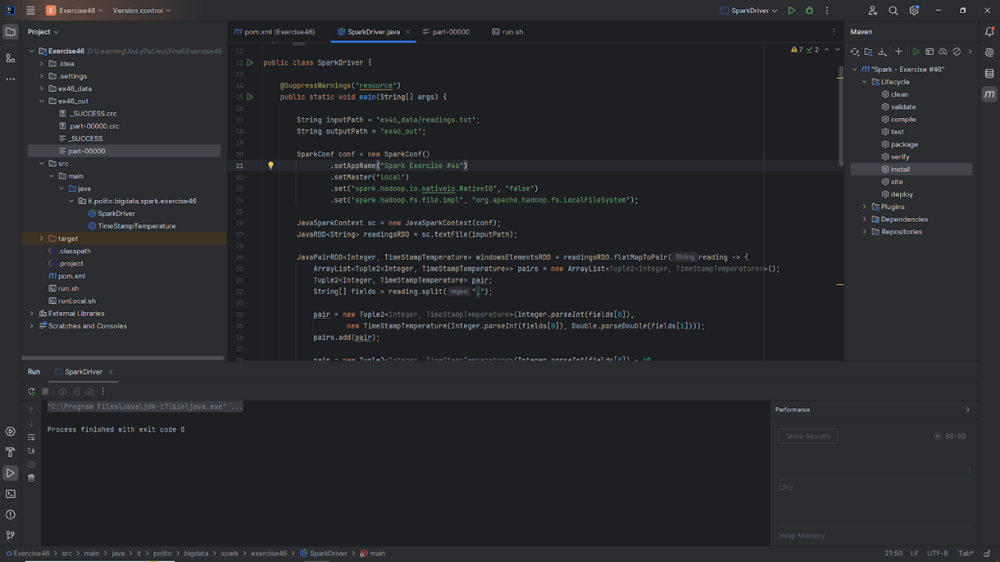 E Exercise46 Version control SparkDriver
Project
Exercise46 D:\Learning\XuLyDuLieu\Final\Exercise46
.idea
.settings
ex46_data
ex46_out
._SUCCESS.crc
.part-00000.crc
_SUCCESS
part-00000
src
main
java
it.polito.bigdata.spark.exercise46
SparkDriver
TimeStampTemperature
target
.classpath
.project
m pom.xml
run.sh
runLocal.sh
External Libraries
Scratches and Consoles
m pom.xml (Exercise46) SparkDriver.java part-00000 run.sh
7 2
11
12 public class SparkDriver {
13
14 @SuppressWarnings("resource")
15 public static void main(String[] args) {
16
17 String inputPath = "ex46_data/readings.txt";
18 String outputPath = "ex46_out";
19
20 SparkConf conf = new SparkConf()
21 .setAppName("Spark Exercise #46")
22 .setMaster("local")
23 .set("spark.hadoop.io.nativeio.NativeIO", "false")
24 .set("spark.hadoop.fs.file.impl", "org.apache.hadoop.fs.LocalFileSystem");
25
26 JavaSparkContext sc = new JavaSparkContext(conf);
27 JavaRDD<String> readingsRDD = sc.textFile(inputPath);
28
29 JavaPairRDD<Integer, TimeStampTemperature> windowsElementsRDD = readingsRDD.flatMapToPair( String reading -> {
30 ArrayList<Tuple2<Integer, TimeStampTemperature>> pairs = new ArrayList<Tuple2<Integer, TimeStampTemperature>>();
31 Tuple2<Integer, TimeStampTemperature> pair;
32 String[] fields = reading.split( regex: ",");
33
34 pair = new Tuple2<Integer, TimeStampTemperature>(Integer.parseInt(fields[0]),
35 new TimeStampTemperature(Integer.parseInt(fields[0]), Double.parseDouble(fields[1])));
36 pairs.add(pair);
37
38 pair = new Tuple2<Integer, TimeStampTemperature>(Integer.parseInt(fields[0]) - 60,
Maven
m "Spark - Exercise #46"
Lifecycle
clean
validate
compile
test
package
verify
install
site
deploy
Plugins
Dependencies
Repositories
m
Run SparkDriver
"C:\Program Files\Java\jdk-17\bin\java.exe" ...
Process finished with exit code 0
Performance
Show Results 00:00
CPU
Heap Memory
Exercise46 > src > main > java > it > polito > bigdata > spark > exercise46 > SparkDriver > main 21:50 LF UTF-8 Tab*